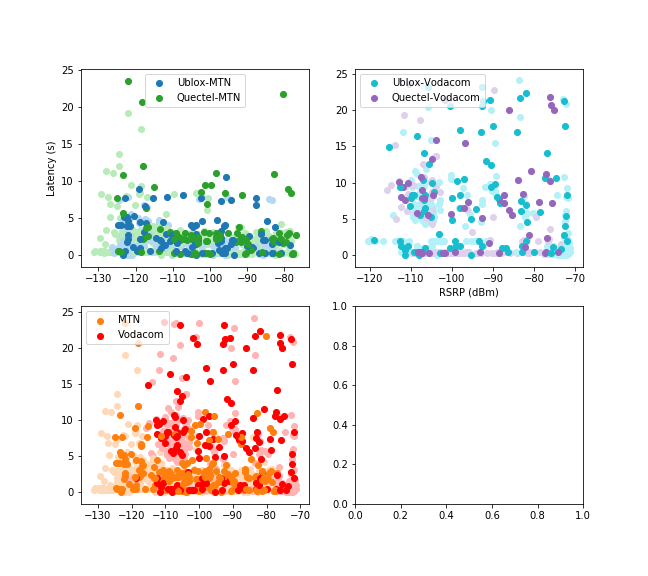 25
20
15
10
5
0
Latency (s)
Ublox-MTN
Quectel-MTN
−130 −120 −110 −100 −90 −80
25
20
15
10
5
0
Ublox-Vodacom
Quectel-Vodacom
−120 −110 −100 −90 −80 −70
RSRP (dBm)
25
20
15
10
5
0
MTN
Vodacom
−130 −120 −110 −100 −90 −80 −70
1.0
0.8
0.6
0.4
0.2
0.0
0.0 0.2 0.4 0.6 0.8 1.0